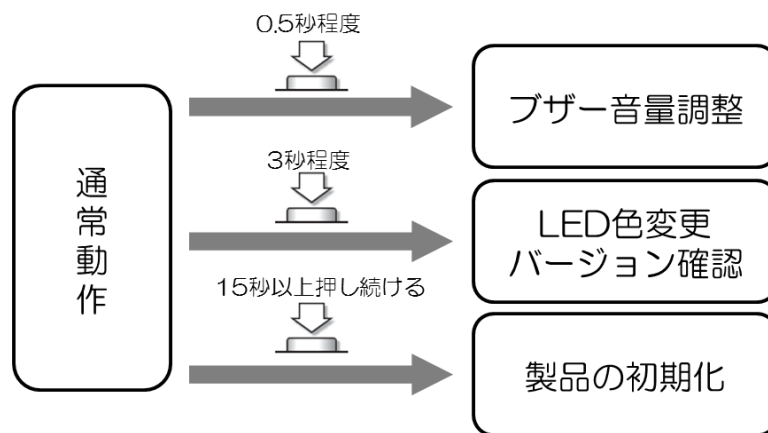 0.5秒程度
ブザー音量調整
3秒程度
通常動作
LED色変更
バージョン確認
15秒以上押し続ける
製品の初期化